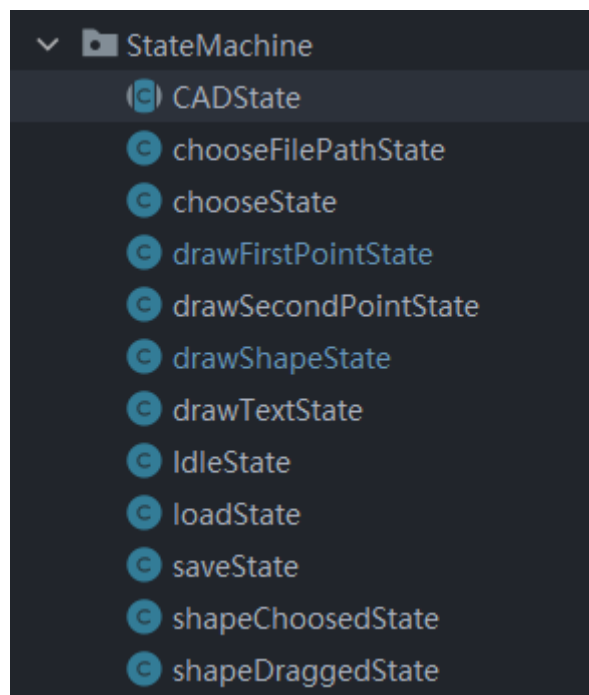 StateMachine
CADState
chooseFilePathState
chooseState
drawFirstPointState
drawSecondPointState
drawShapeState
drawTextState
IdleState
loadState
saveState
shapeChoosedState
shapeDraggedState